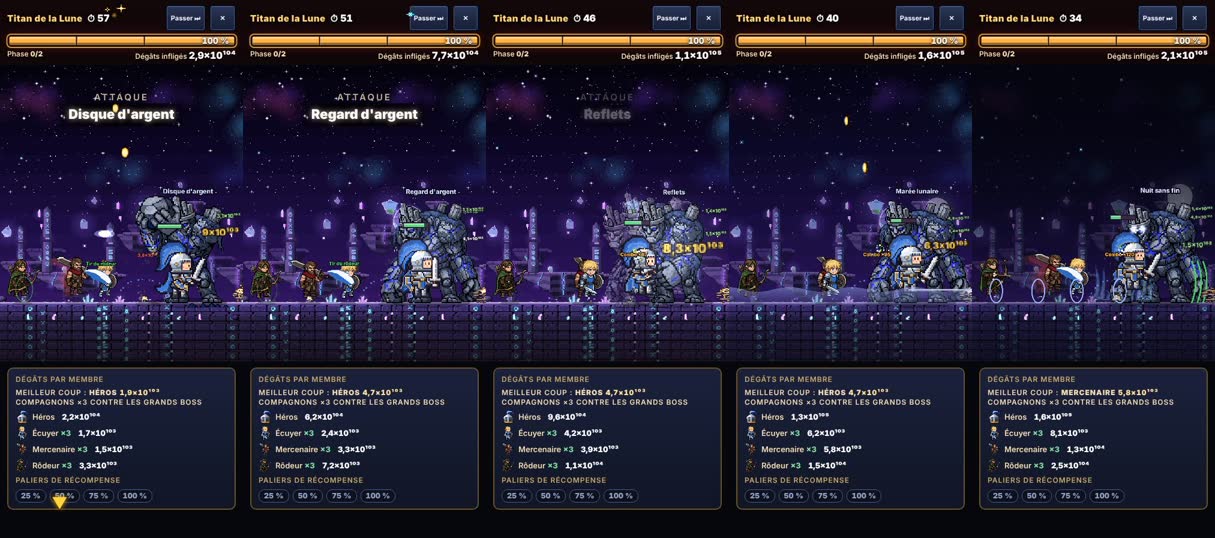 Titan de la Lune ⏱ 57
Passer ⏭
×
100 %
Phase 0/2
Dégâts infligés 2,9×10¹⁰⁴
ATTAQUE
Disque d'argent
Disque d'argent
9×10¹⁰³
Tir du rôdeur
DÉGÂTS PAR MEMBRE
MEILLEUR COUP : HÉROS 1,9×10¹⁰³
COMPAGNONS ×3 CONTRE LES GRANDS BOSS
Héros 2,2×10¹⁰⁴
Écuyer ×3 1,7×10¹⁰³
Mercenaire ×3 1,5×10¹⁰³
Rôdeur ×3 3,3×10¹⁰³
PALIERS DE RÉCOMPENSE
25 % 50 % 75 % 100 %
Titan de la Lune ⏱ 51
Passer ⏭
×
100 %
Phase 0/2
Dégâts infligés 7,7×10¹⁰⁴
ATTAQUE
Regard d'argent
Regard d'argent
Tir du rôdeur
DÉGÂTS PAR MEMBRE
MEILLEUR COUP : HÉROS 4,7×10¹⁰³
COMPAGNONS ×3 CONTRE LES GRANDS BOSS
Héros 6,2×10¹⁰⁴
Écuyer ×3 2,4×10¹⁰³
Mercenaire ×3 3,3×10¹⁰³
Rôdeur ×3 7,2×10¹⁰³
PALIERS DE RÉCOMPENSE
25 % 50 % 75 % 100 %
Titan de la Lune ⏱ 46
Passer ⏭
×
100 %
Phase 0/2
Dégâts infligés 1,1×10¹⁰⁵
ATTAQUE
Reflets
Reflets
8,3×10¹⁰³
DÉGÂTS PAR MEMBRE
MEILLEUR COUP : HÉROS 4,7×10¹⁰³
COMPAGNONS ×3 CONTRE LES GRANDS BOSS
Héros 9,6×10¹⁰⁴
Écuyer ×3 4,2×10¹⁰³
Mercenaire ×3 3,9×10¹⁰³
Rôdeur ×3 1,1×10¹⁰⁴
PALIERS DE RÉCOMPENSE
25 % 50 % 75 % 100 %
Titan de la Lune ⏱ 40
Passer ⏭
×
100 %
Phase 0/2
Dégâts infligés 1,6×10¹⁰⁵
Marée lunaire
6,3×10¹⁰³
DÉGÂTS PAR MEMBRE
MEILLEUR COUP : HÉROS 4,7×10¹⁰³
COMPAGNONS ×3 CONTRE LES GRANDS BOSS
Héros 1,3×10¹⁰⁵
Écuyer ×3 6,2×10¹⁰³
Mercenaire ×3 5,8×10¹⁰³
Rôdeur ×3 1,5×10¹⁰⁴
PALIERS DE RÉCOMPENSE
25 % 50 % 75 % 100 %
Titan de la Lune ⏱ 34
Passer ⏭
×
100 %
Phase 0/2
Dégâts infligés 2,1×10¹⁰⁵
Nuit sans fin
DÉGÂTS PAR MEMBRE
MEILLEUR COUP : MERCENAIRE 5,8×10¹⁰³
COMPAGNONS ×3 CONTRE LES GRANDS BOSS
Héros 1,6×10¹⁰⁵
Écuyer ×3 8,1×10¹⁰³
Mercenaire ×3 1,3×10¹⁰⁴
Rôdeur ×3 2,5×10¹⁰⁴
PALIERS DE RÉCOMPENSE
25 % 50 % 75 % 100 %